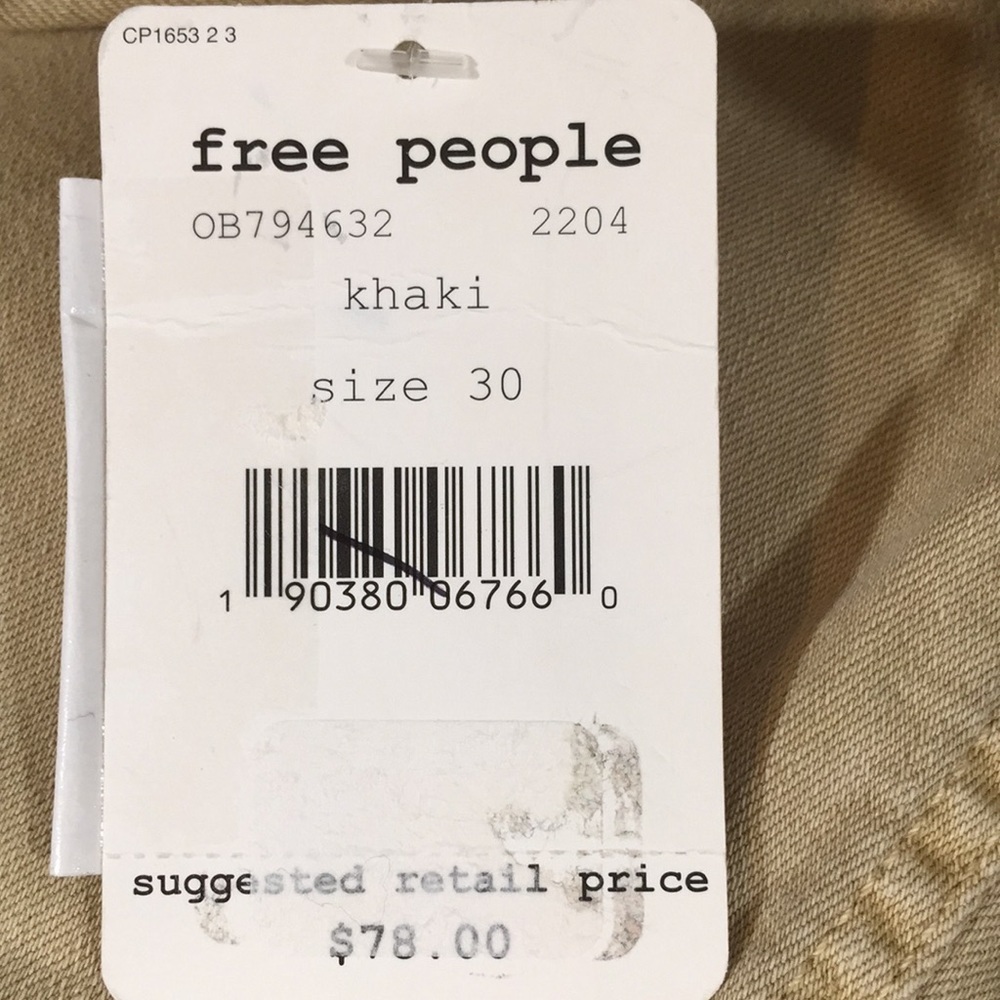 CP1653 2 3
free people
OB794632 2204
khaki
size 30
1 90380 06766 0
suggested retail price
$78.00